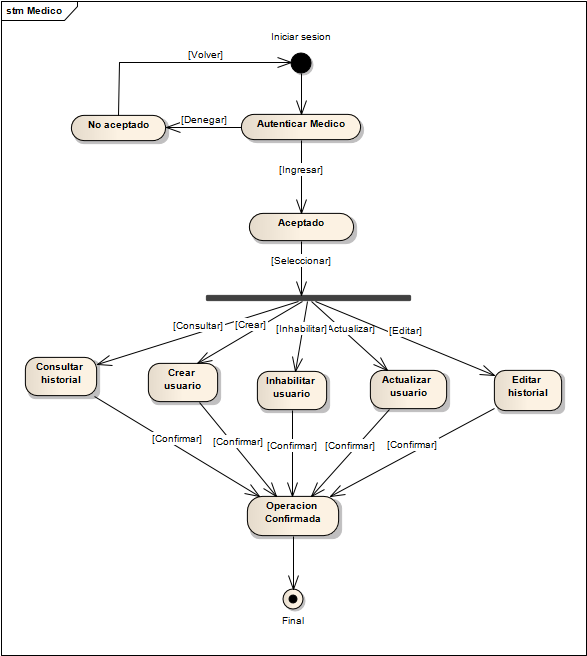 stm Medico
Iniciar sesion
[Volver]
No aceptado
[Denegar]
Autenticar Medico
[Ingresar]
Aceptado
[Seleccionar]
[Consultar]
[Crear]
[Inhabilitar]
Actualizar]
[Editar]
Consultar
historial
Crear
usuario
Inhabilitar
usuario
Actualizar
usuario
Editar
historial
[Confirmar]
[Confirmar]
[Confirmar]
[Confirmar]
[Confirmar]
Operacion
Confirmada
Final